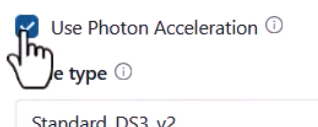 Use Photon Acceleration
e type
Standard_DS3_v2